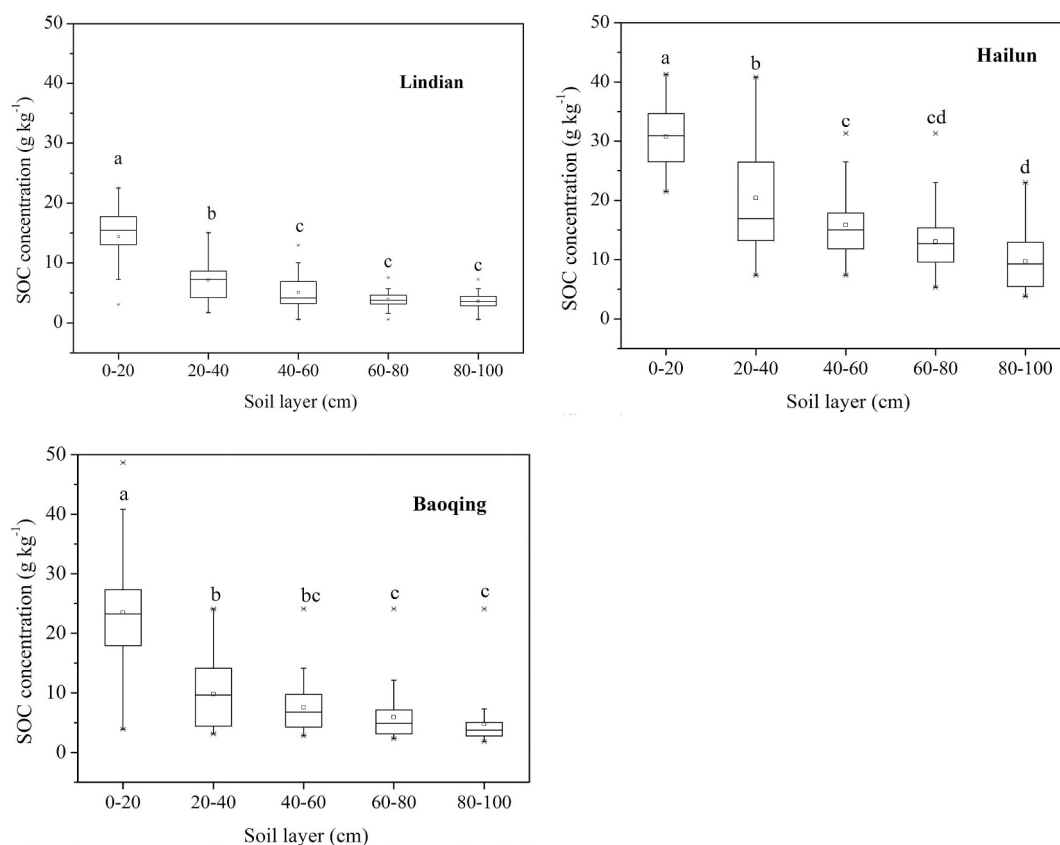 50
40
30
20
10
0
SOC concentration (g kg⁻¹)
Lindian
a
b
c
c
c
0-20 20-40 40-60 60-80 80-100
Soil layer (cm)
50
40
30
20
10
0
SOC concentration (g kg⁻¹)
Hailun
a
b
c
cd
d
0-20 20-40 40-60 60-80 80-100
Soil layer (cm)
50
40
30
20
10
0
SOC concentration (g kg⁻¹)
Baoqing
a
b
bc
c
c
0-20 20-40 40-60 60-80 80-100
Soil layer (cm)